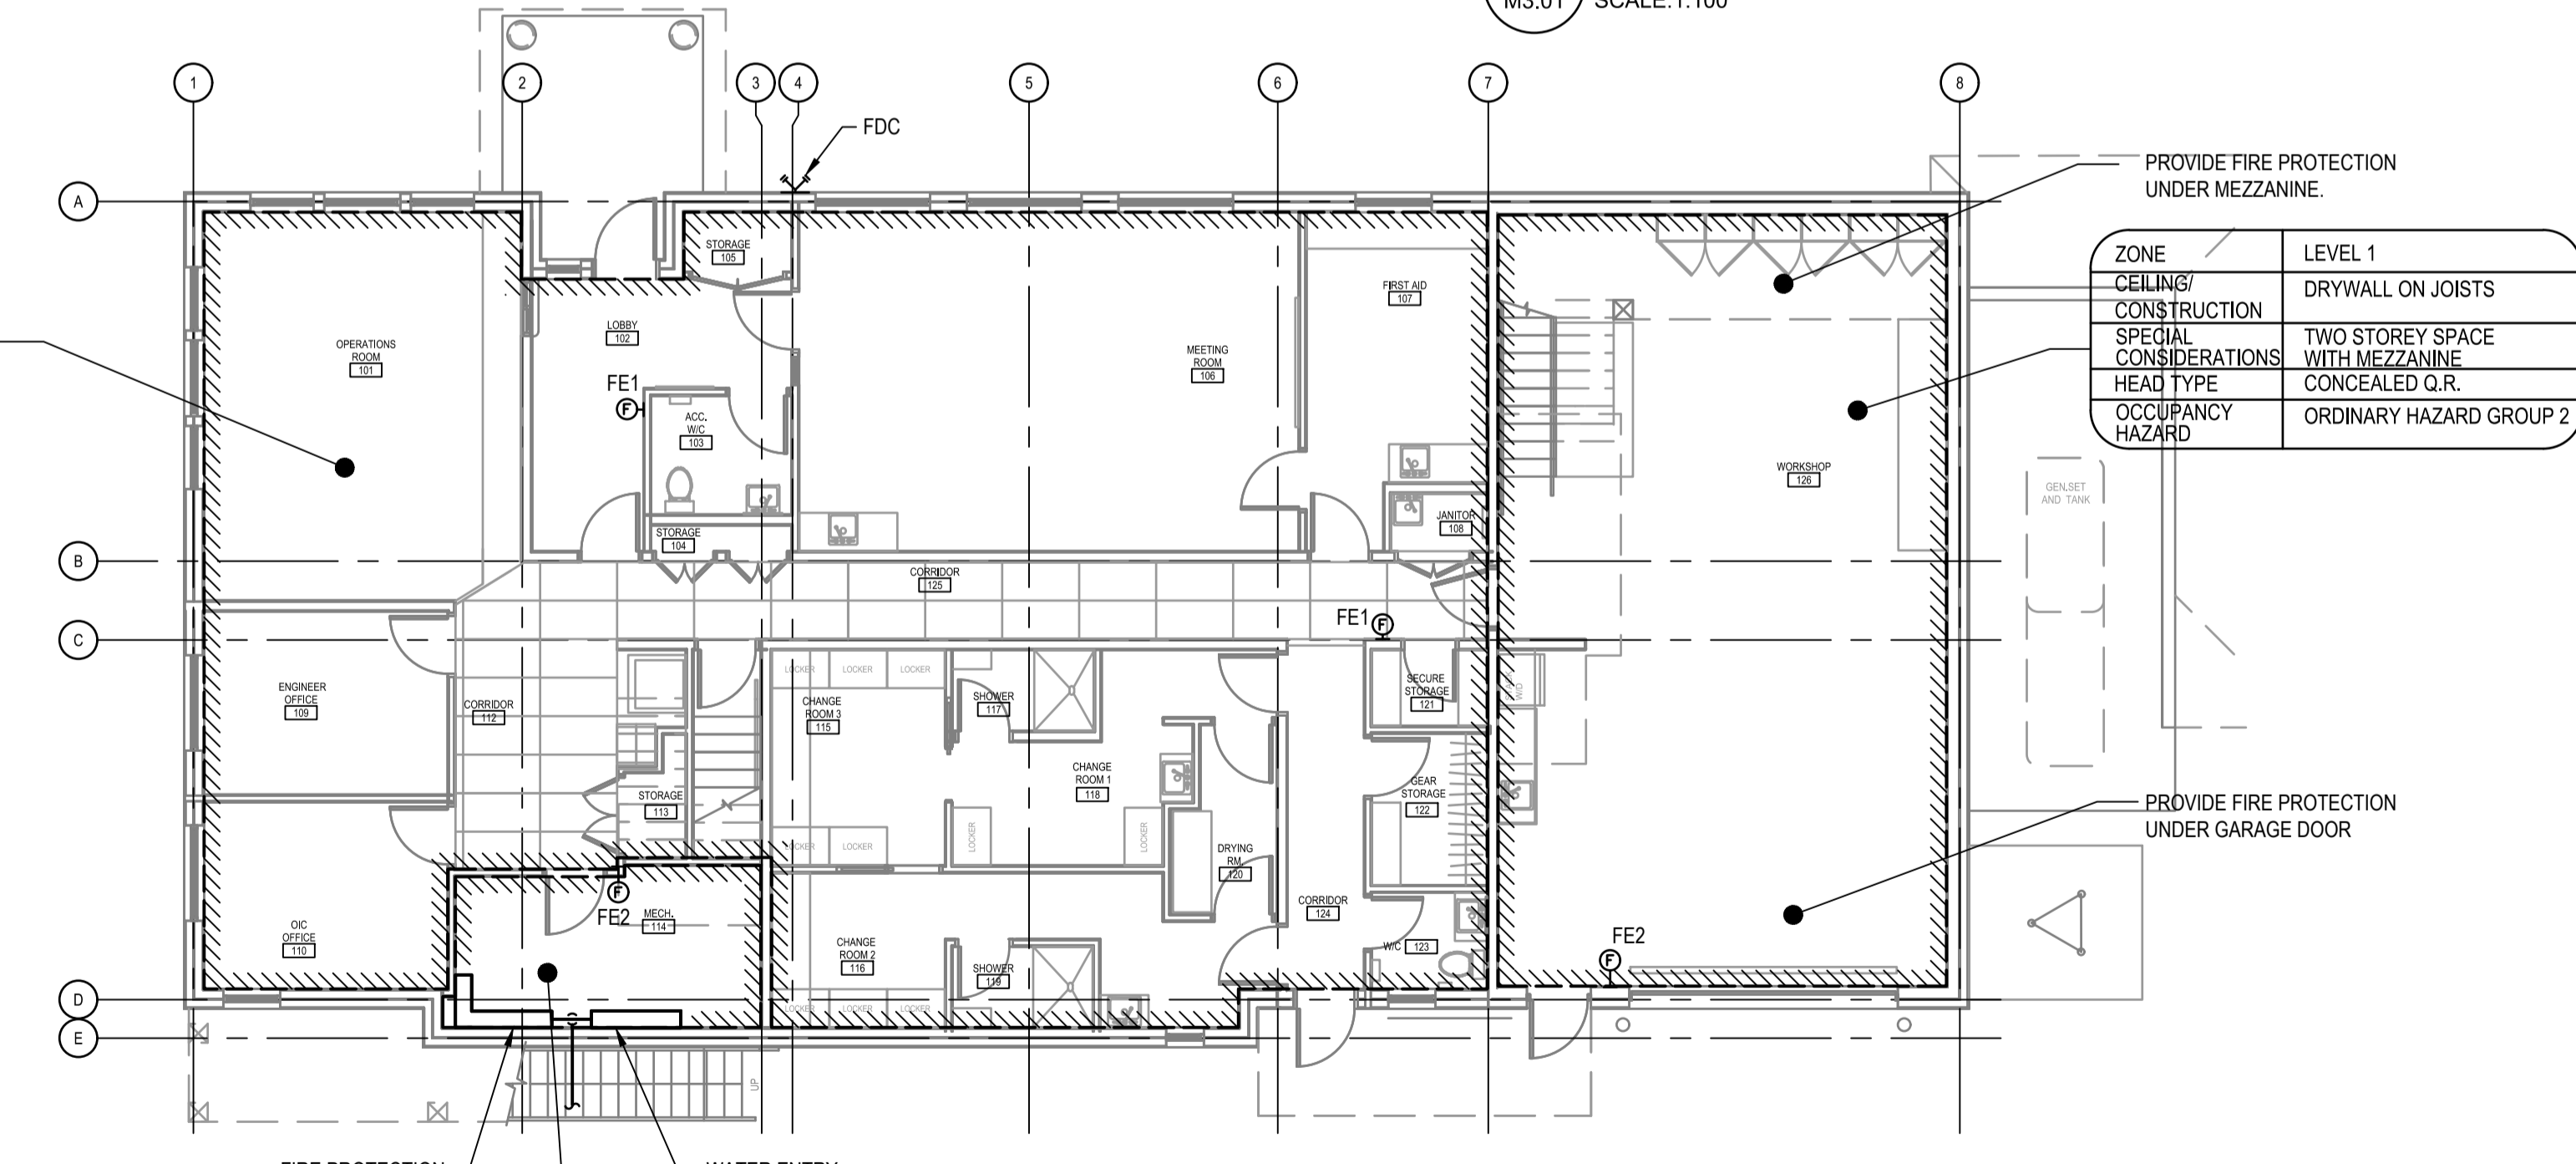 M3.01 SCALE:1:100
1 2 3 4 5 6 7 8
FDC
A
B
C
D
E
PROVIDE FIRE PROTECTION
UNDER MEZZANINE.
ZONE LEVEL 1
CEILING/
CONSTRUCTION DRYWALL ON JOISTS
SPECIAL
CONSIDERATIONS TWO STOREY SPACE
WITH MEZZANINE
HEAD TYPE CONCEALED Q.R.
OCCUPANCY
HAZARD ORDINARY HAZARD GROUP 2
STORAGE
105
FIRST AID
107
LOBBY
102
OPERATIONS
ROOM
101
MEETING
ROOM
106
FE1
F
ACC.
W/C
103
WORKSHOP
126
GEN.SET
AND TANK
JANITOR
108
STORAGE
104
CORRIDOR
125
FE1
F
LOCKER LOCKER LOCKER
ENGINEER
OFFICE
109
CORRIDOR
112
CHANGE
ROOM 3
115
SHOWER
117
SECURE
STORAGE
121
W/D
CHANGE
ROOM 1
118
GEAR
STORAGE
122
STORAGE
113
PROVIDE FIRE PROTECTION
UNDER GARAGE DOOR
LOCKER LOCKER
LOCKER
LOCKER
DRYING
RM.
120
F
FE2
MECH.
114
CORRIDOR
124
OIC
OFFICE
110
CHANGE
ROOM 2
116
SHOWER
119
W/C 123
FE2
F
LOCKER LOCKER LOCKER
UP
FIRE PROTECTION
WATER ENTRY